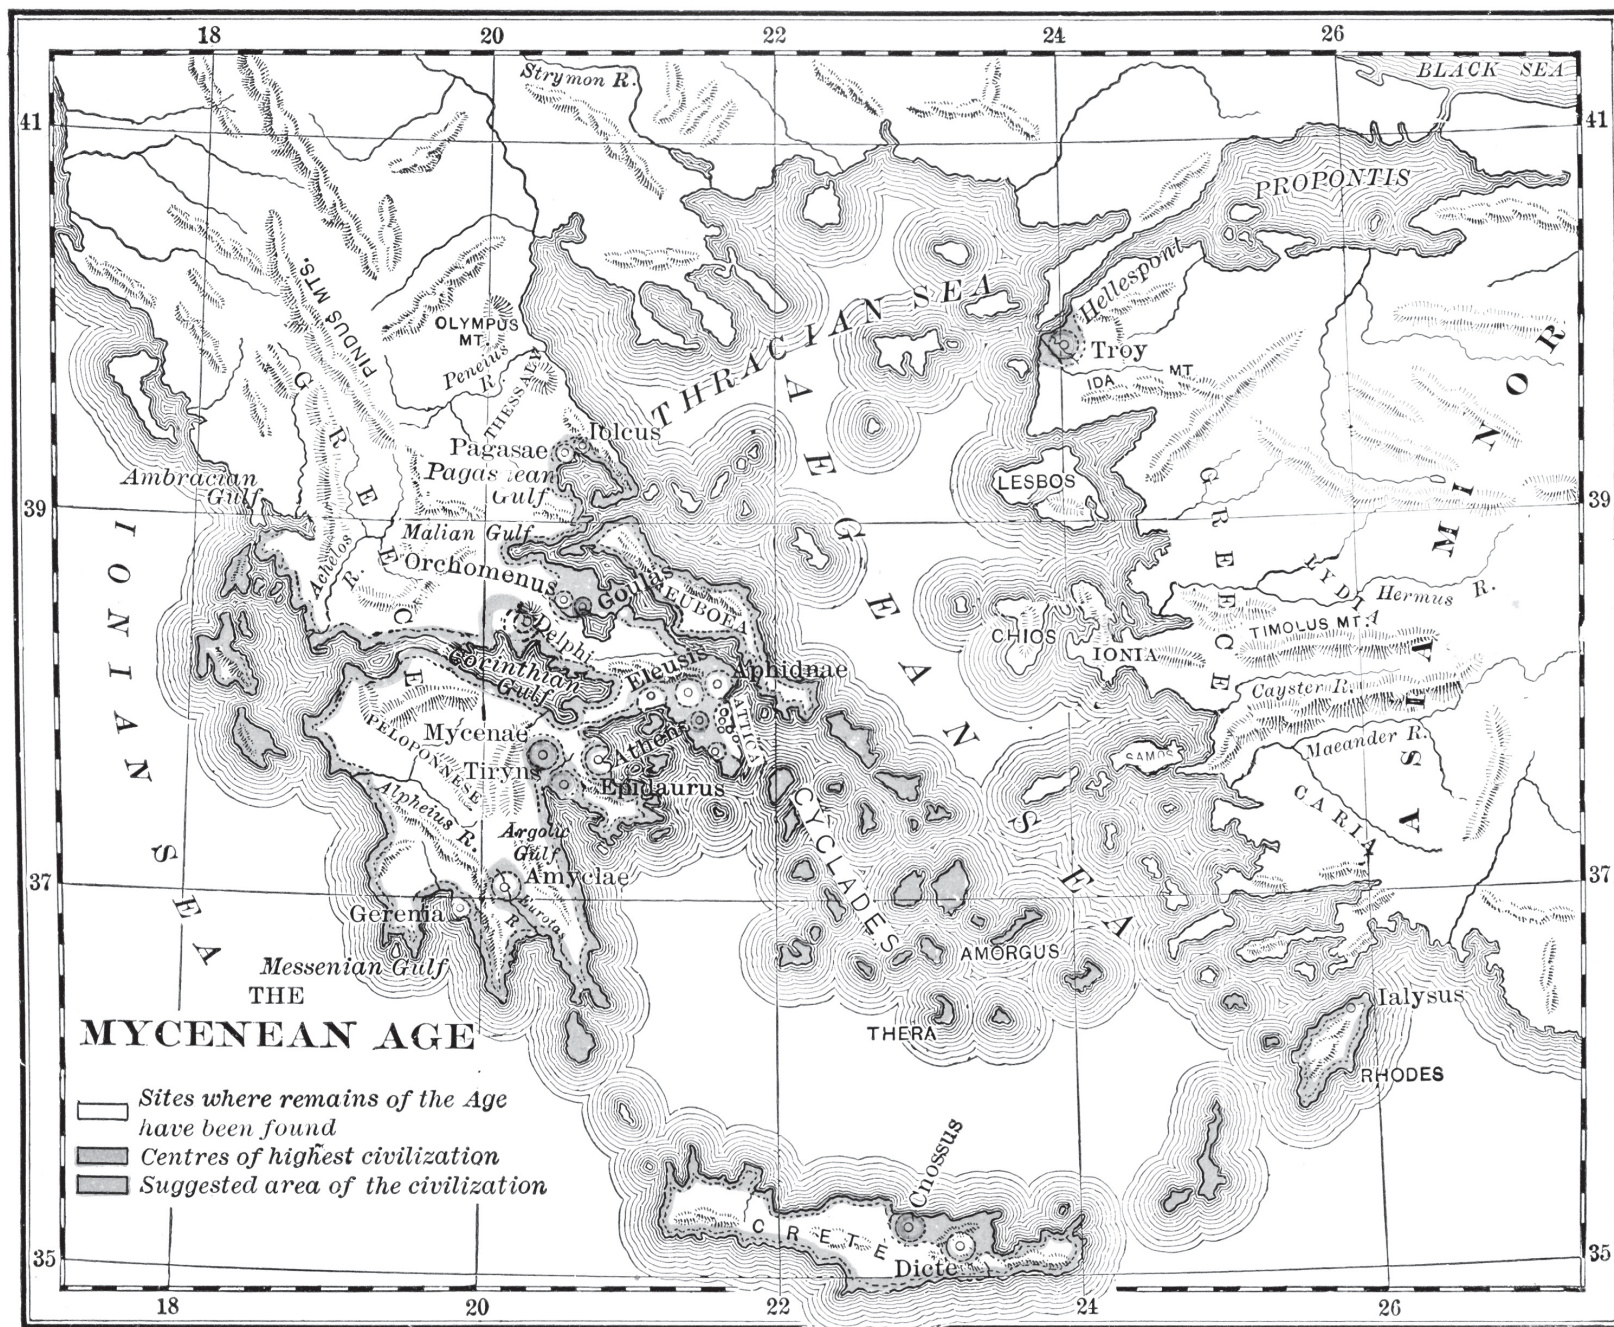 18 20 22 24 26
Strymon R.
BLACK SEA
41 41
PROPONTIS
PINDUS MTS.
OLYMPUS
MT.
Peneius
R.
THESSALY
THRACIAN SEA
Hellespont
Troy
IDA MT
Iolcus
Pagasae
Gulf
Ambracian
Gulf
39 39
LESBOS
GREECE
Malian Gulf
Orchomenus
Goulas
EUBOEA
Achelos
R.
Delphi
Corinthian
Gulf
Eleusis
Aphidnae
ATTICA
AEGEAN SEA
CHIOS
IONIA
GREECE
LYDIA
Hermus R.
TIMOLUS MT.
Cayster R.
ASIA MINOR
IONIAN SEA
PELOPONNESE
Mycenae
Tiryns
Athens
Epidaurus
SAMOS
Maeander R.
CARIA
Alpheius R.
Argolic
Gulf
CYCLADES
37 37
Amyclae
Eurotas
R
Gerenia
Messenian Gulf
AMORGUS
THERA
Ialysus
RHODES
THE
MYCENEAN AGE
Sites where remains of the Age
have been found
Centres of highest civilization
Suggested area of the civilization
Cnossus
CRETE
Dicte
35 35
18 20 22 24 26